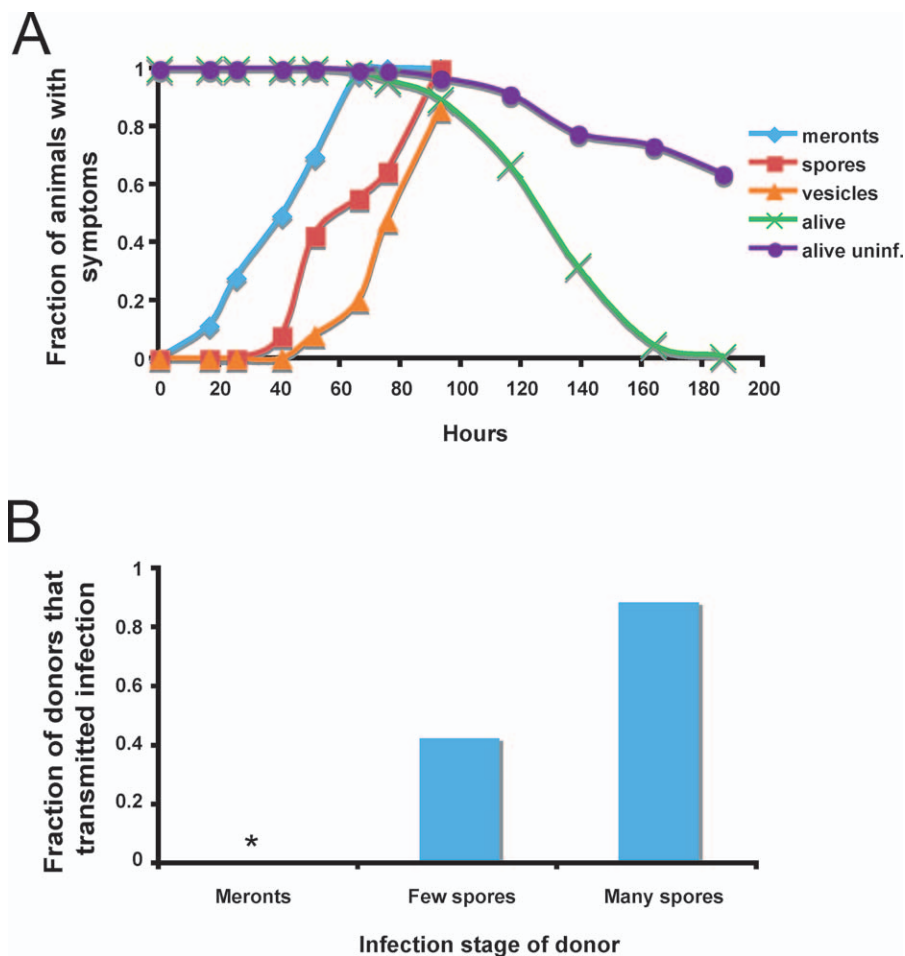 A
Fraction of animals with
symptoms
1
0.8
0.6
0.4
0.2
0
0 20 40 60 80 100 120 140 160 180 200
Hours
meronts
spores
vesicles
alive
alive uninf.
B
Fraction of donors that
transmitted infection
1
0.8
0.6
0.4
0.2
0
*
Meronts Few spores Many spores
Infection stage of donor